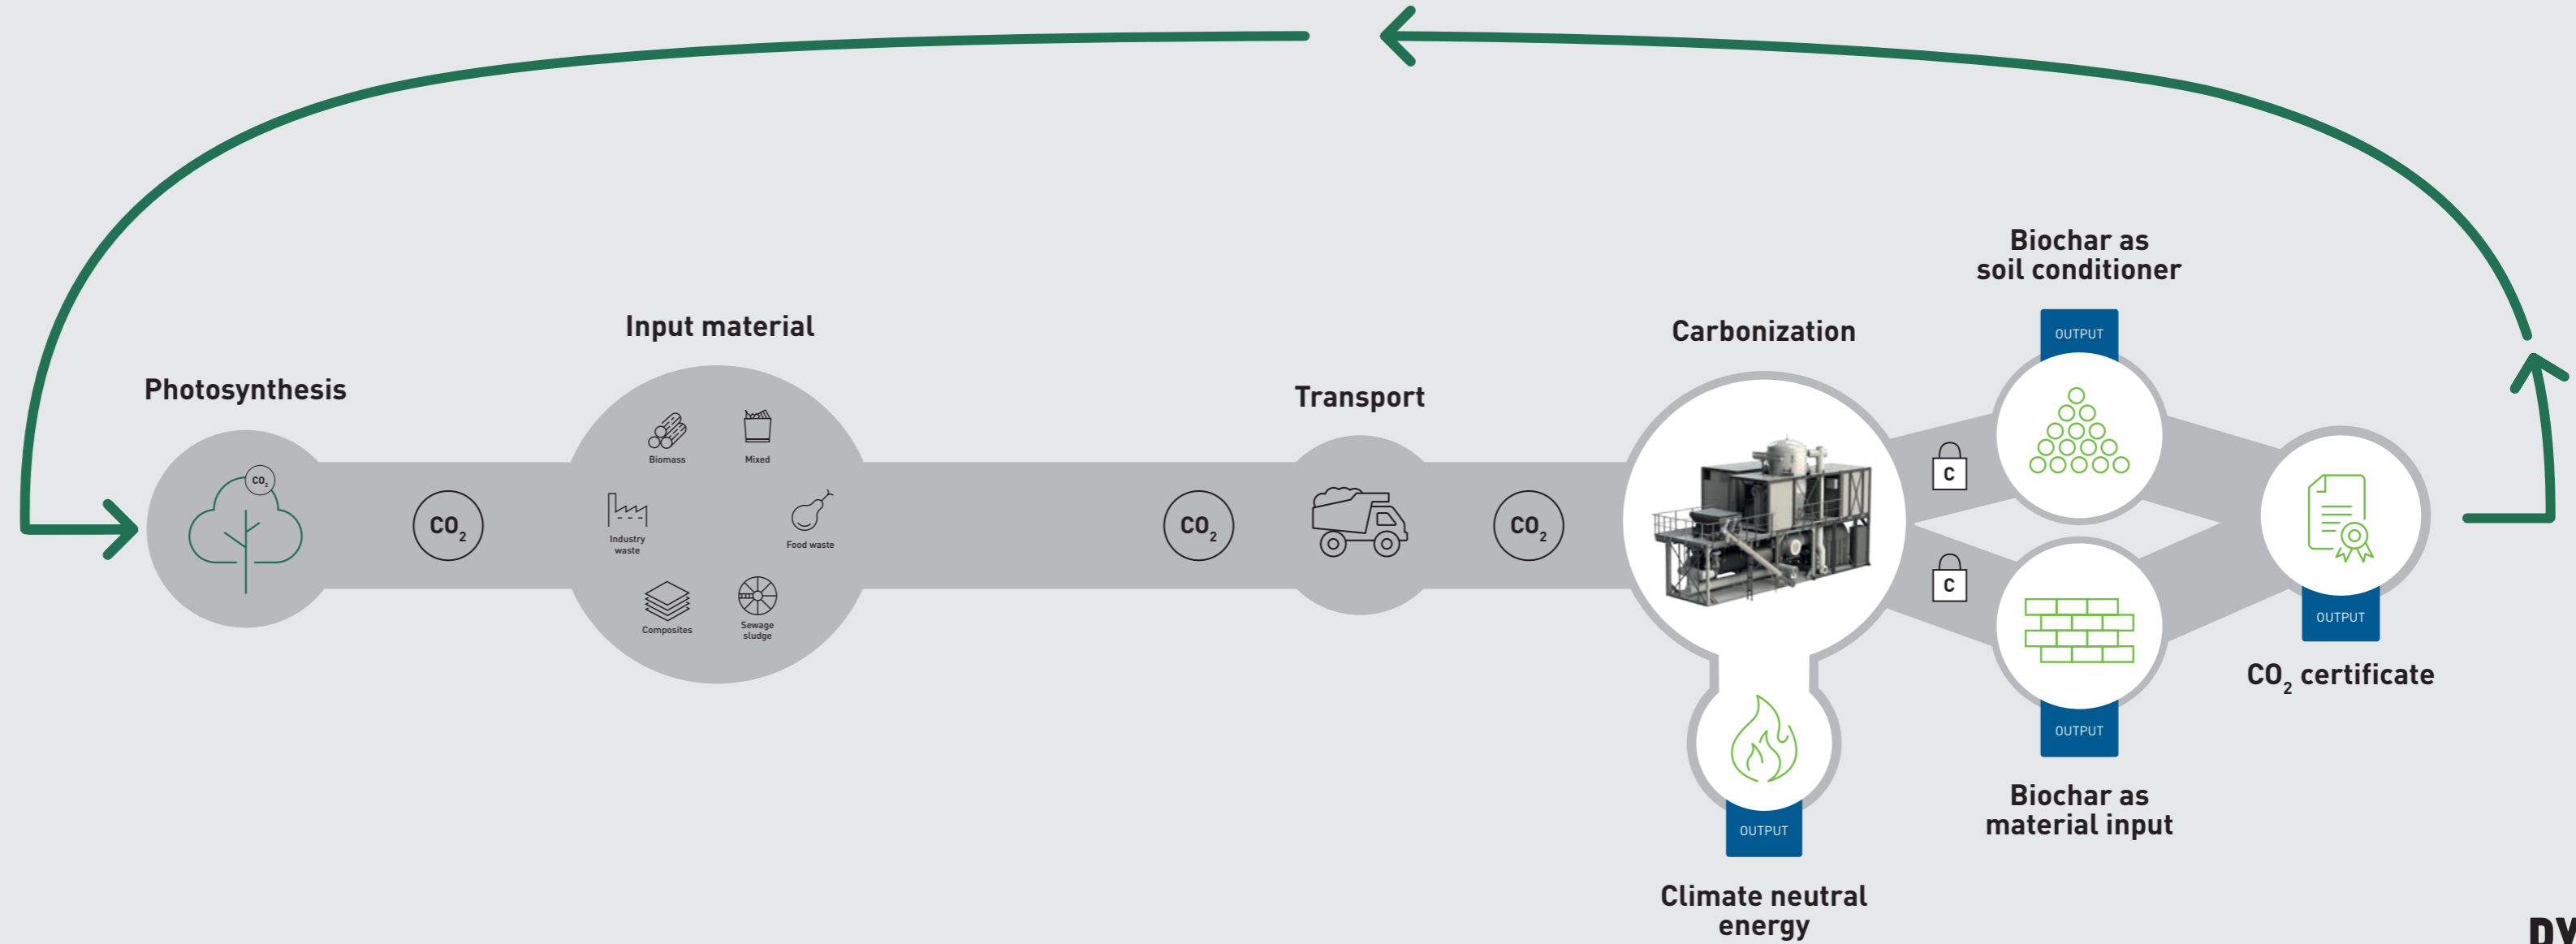 Photosynthesis
CO₂
CO₂
Input material
Biomass
Mixed
Industry
waste
Food waste
Composites
Sewage
sludge
CO₂
Transport
CO₂
Carbonization
OUTPUT
Climate neutral
energy
C
C
Biochar as
soil conditioner
OUTPUT
OUTPUT
Biochar as
material input
OUTPUT
CO₂ certificate